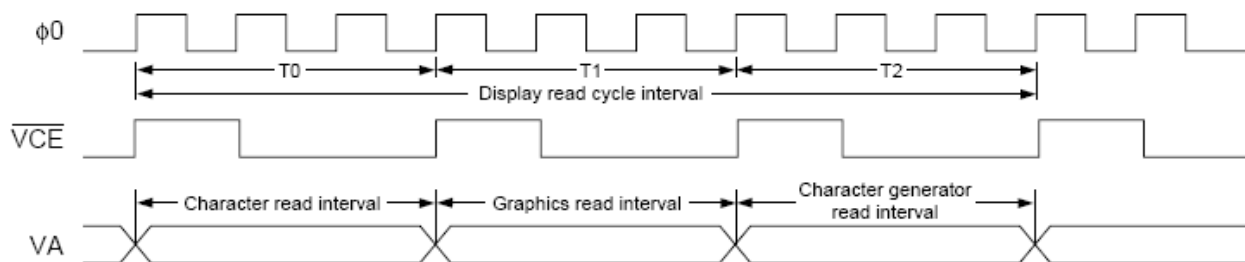 ϕ0
T0
T1
T2
Display read cycle interval
VCE
Character read interval
Graphics read interval
Character generator
read interval
VA